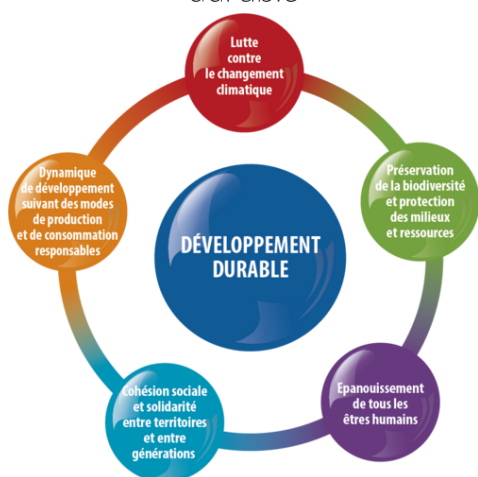 Lutte
contre
le changement
climatique
Préservation
de la biodiversité
et protection
des milieux
et ressources
Dynamique
de développement
suivant des modes
de production
et de consommation
responsables
DÉVELOPPEMENT
DURABLE
Epanouissement
de tous les
êtres humains
Cohésion sociale
et solidarité
entre territoires
et entre
générations